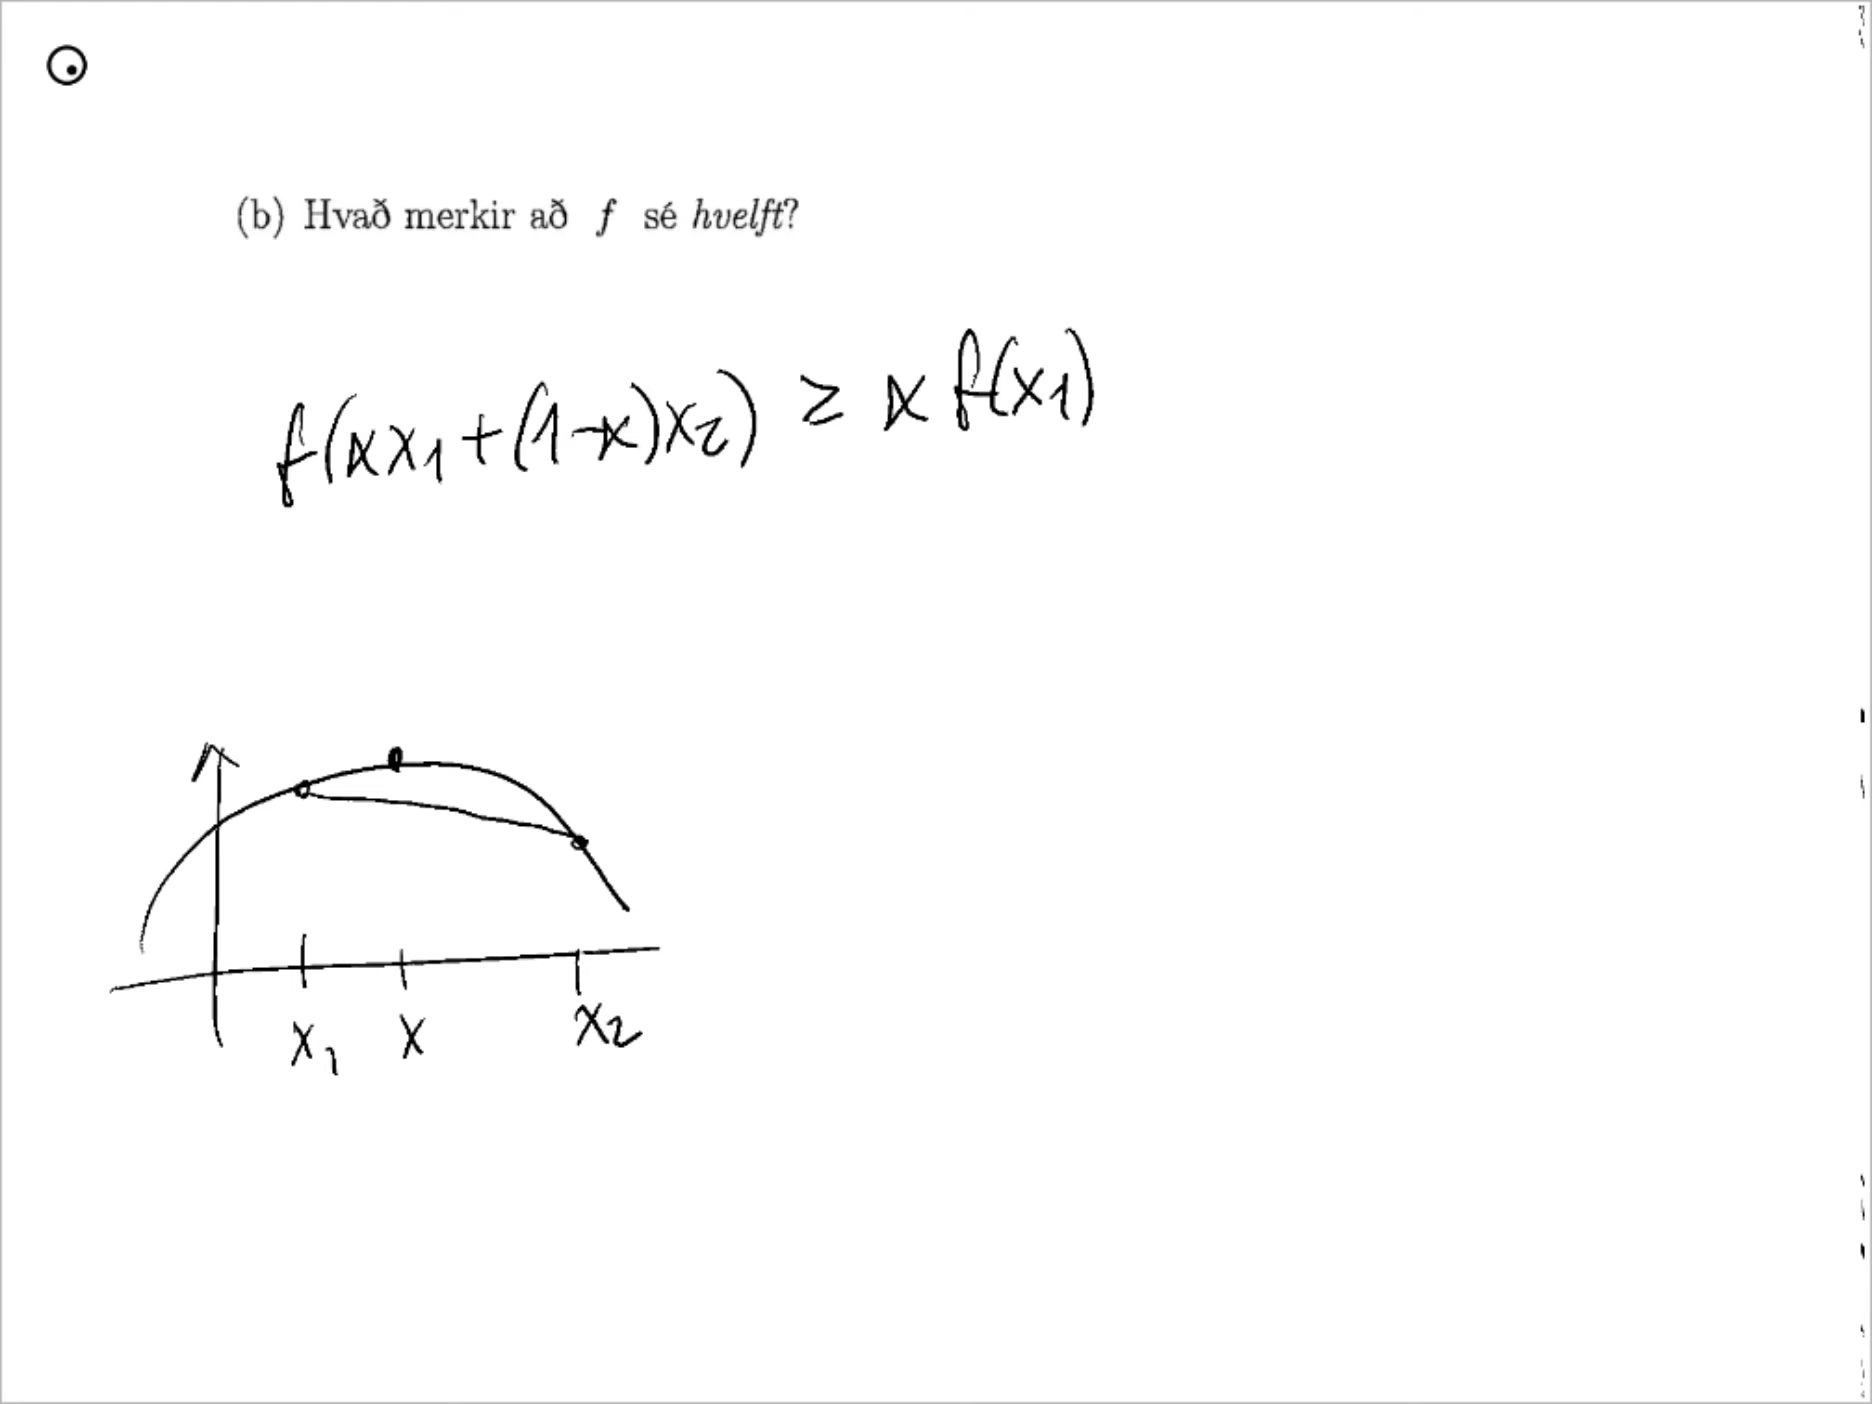 (b) Hvað merkir að f sé hvelft?
f(αx₁+(1-α)x₂) ≥ α f(x₁)
x₁ x x₂